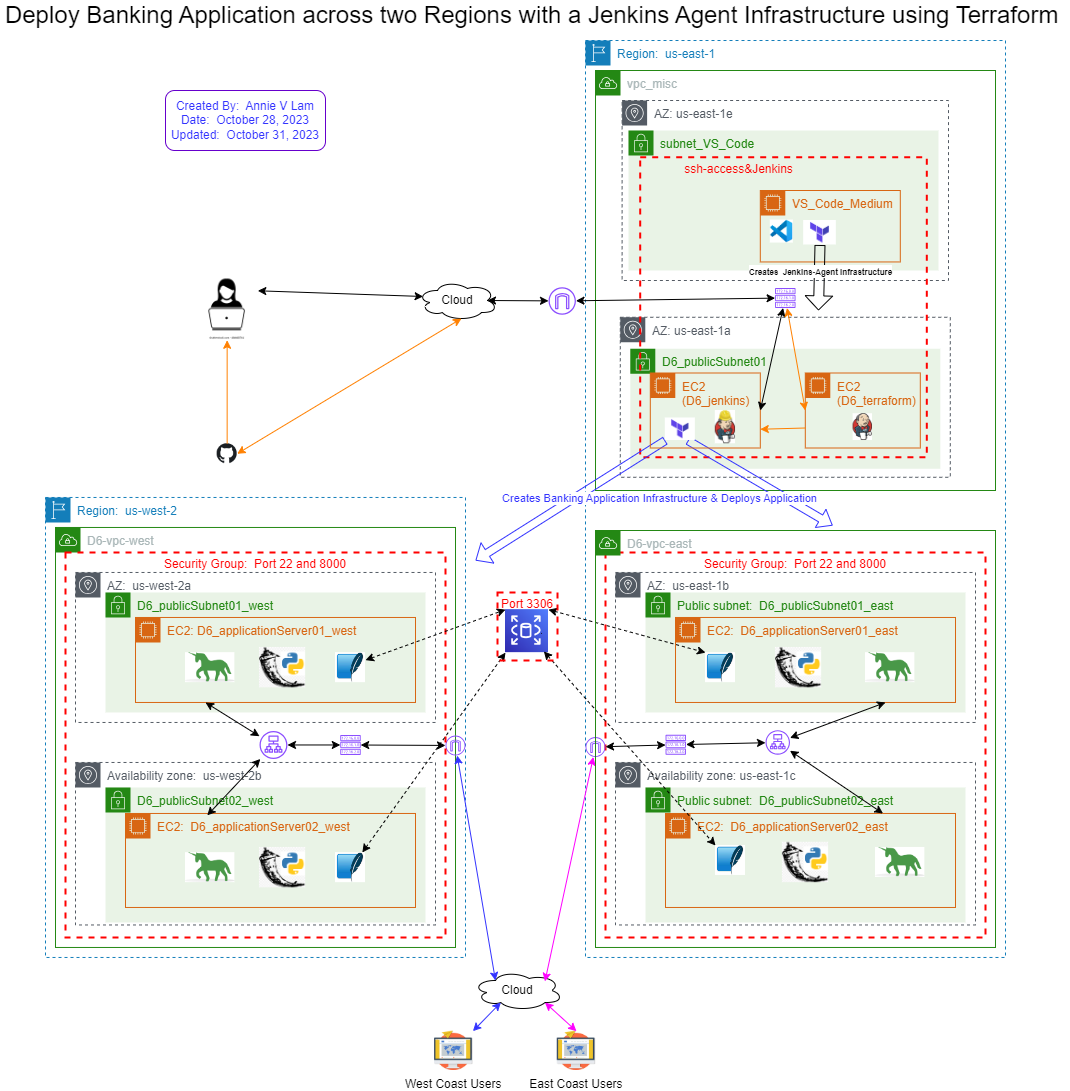 Deploy Banking Application across two Regions with a Jenkins Agent Infrastructure using Terraform
Region:  us-east-1
vpc_misc
Created By:  Annie V Lam
Date:  October 28, 2023
Updated:  October 31, 2023
AZ: us-east-1e
subnet_VS_Code
ssh-access&Jenkins
VS_Code_Medium
Creates  Jenkins-Agent Infrastructure
Cloud
AZ: us-east-1a
D6_publicSubnet01
EC2
(D6_jenkins)
EC2
(D6_terraform)
Creates Banking Application Infrastructure & Deploys Application
Region:  us-west-2
D6-vpc-west
Security Group:  Port 22 and 8000
AZ:  us-west-2a
D6_publicSubnet01_west
EC2: D6_applicationServer01_west
Availability zone:  us-west-2b
D6_publicSubnet02_west
EC2:  D6_applicationServer02_west
Port 3306
D6-vpc-east
Security Group:  Port 22 and 8000
AZ:  us-east-1b
Public subnet:  D6_publicSubnet01_east
EC2:  D6_applicationServer01_east
Availability zone: us-east-1c
Public subnet:  D6_publicSubnet02_east
EC2:  D6_applicationServer02_east
Cloud
West Coast Users
East Coast Users